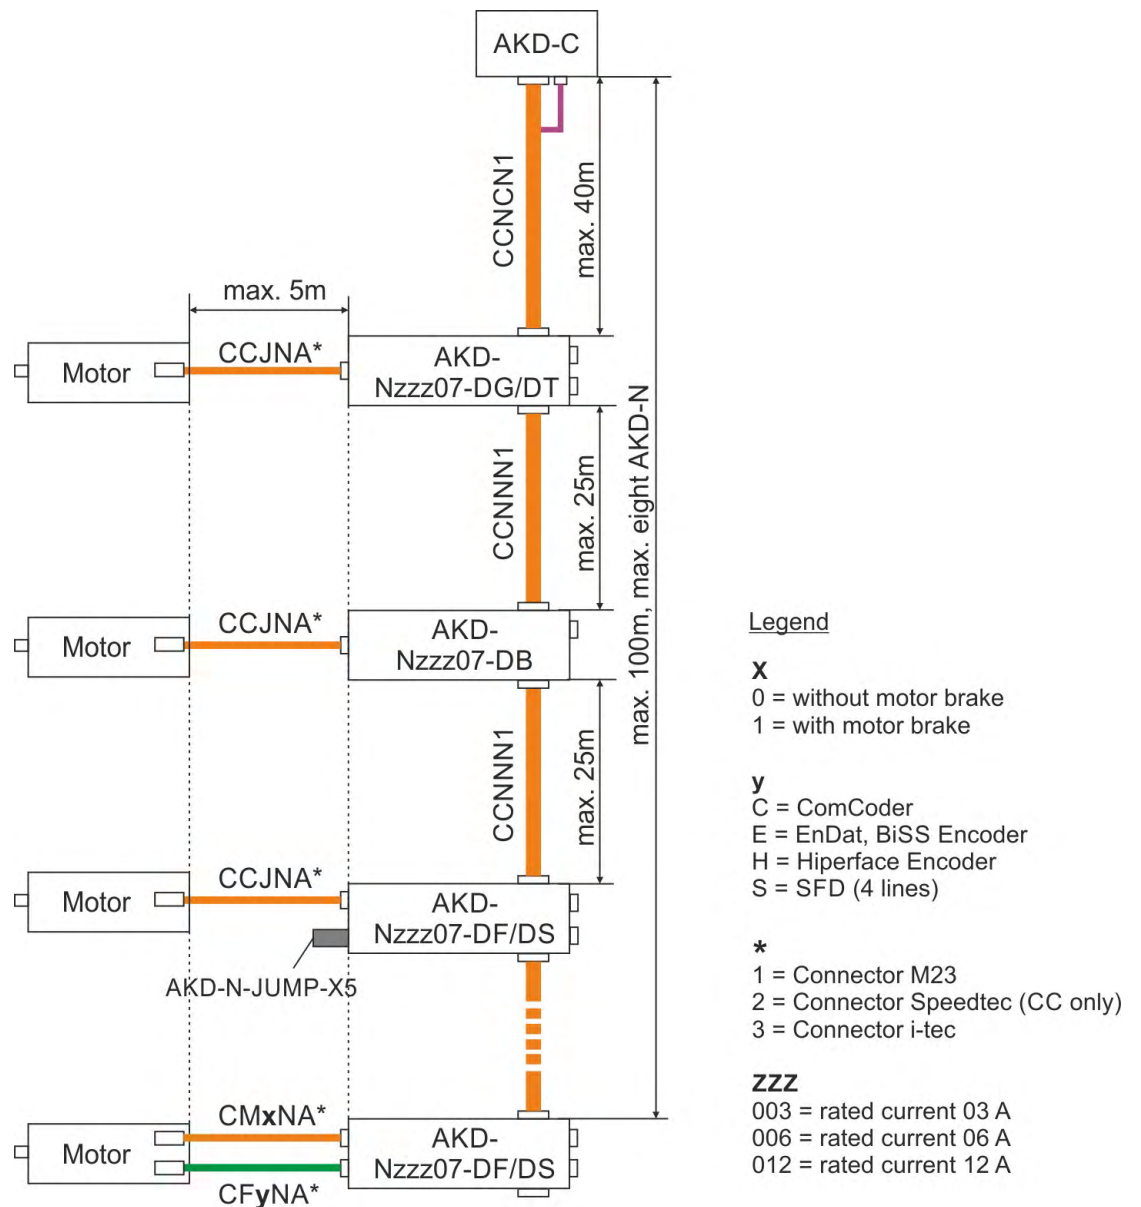 AKD-C
CCNCN1
max. 40m
max. 100m, max. eight AKD-N
max. 5m
Motor
CCJNA*
AKD-
Nzzz07-DG/DT
CCNNN1
max. 25m
Motor
CCJNA*
AKD-
Nzzz07-DB
CCNNN1
max. 25m
Motor
CCJNA*
AKD-
Nzzz07-DF/DS
AKD-N-JUMP-X5
Motor
CMxNA*
CFyNA*
AKD-
Nzzz07-DF/DS
Legend
X
0 = without motor brake
1 = with motor brake
y
C = ComCoder
E = EnDat, BiSS Encoder
H = Hiperface Encoder
S = SFD (4 lines)
*
1 = Connector M23
2 = Connector Speedtec (CC only)
3 = Connector i-tec
zzz
003 = rated current 03 A
006 = rated current 06 A
012 = rated current 12 A